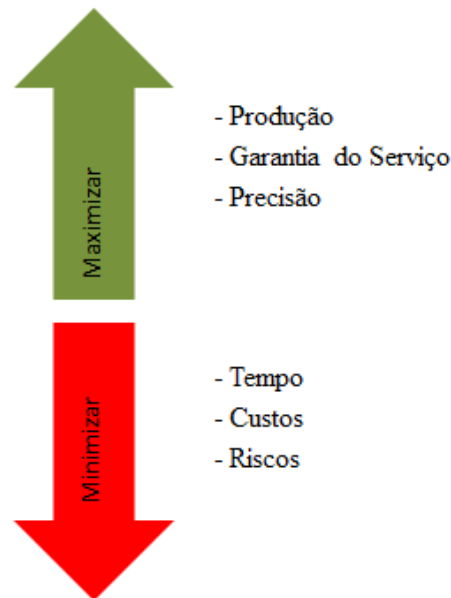 Maximizar
- Produção
- Garantia do Serviço
- Precisão
Minimizar
- Tempo
- Custos
- Riscos